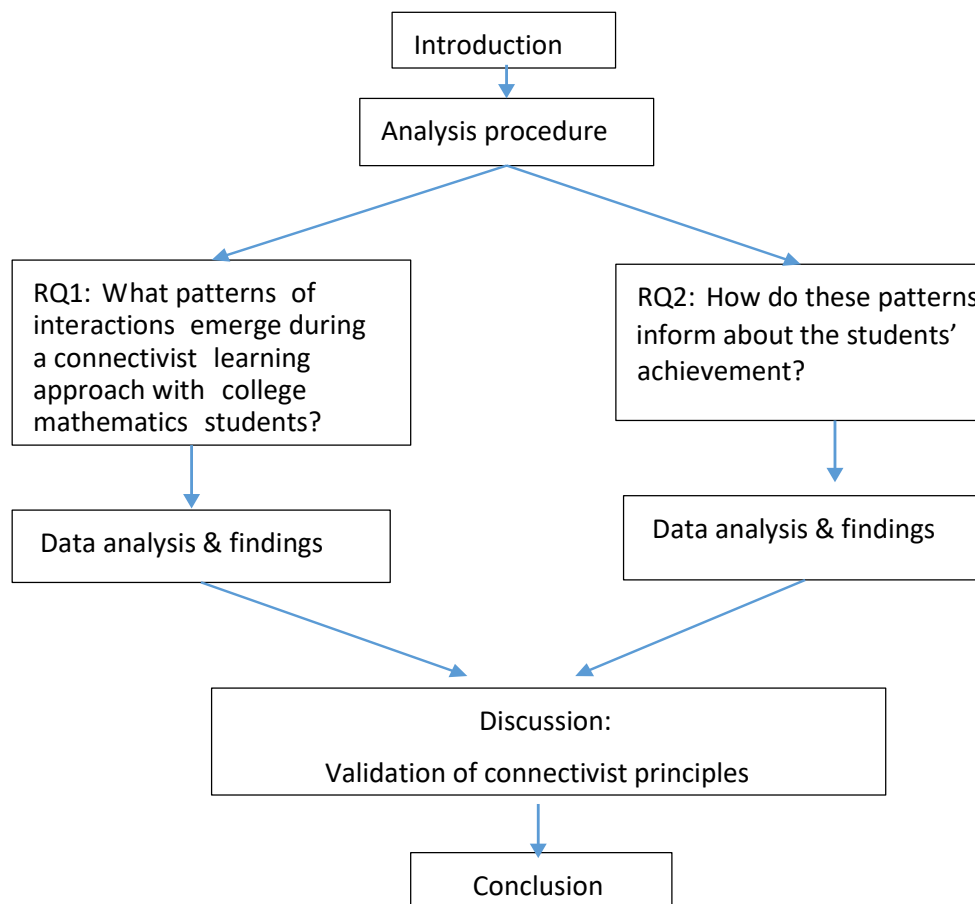 Introduction
Analysis procedure
RQ1: What patterns of
interactions emerge during
a connectivist learning
approach with college
mathematics students?
RQ2: How do these patterns
inform about the students’
achievement?
Data analysis & findings
Data analysis & findings
Discussion:
Validation of connectivist principles
Conclusion